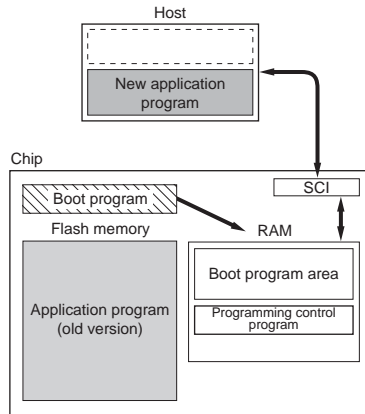 Host
New application
program
Chip
SCI
Boot program
Flash memory
RAM
Boot program area
Application program
(old version)
Programming control
program